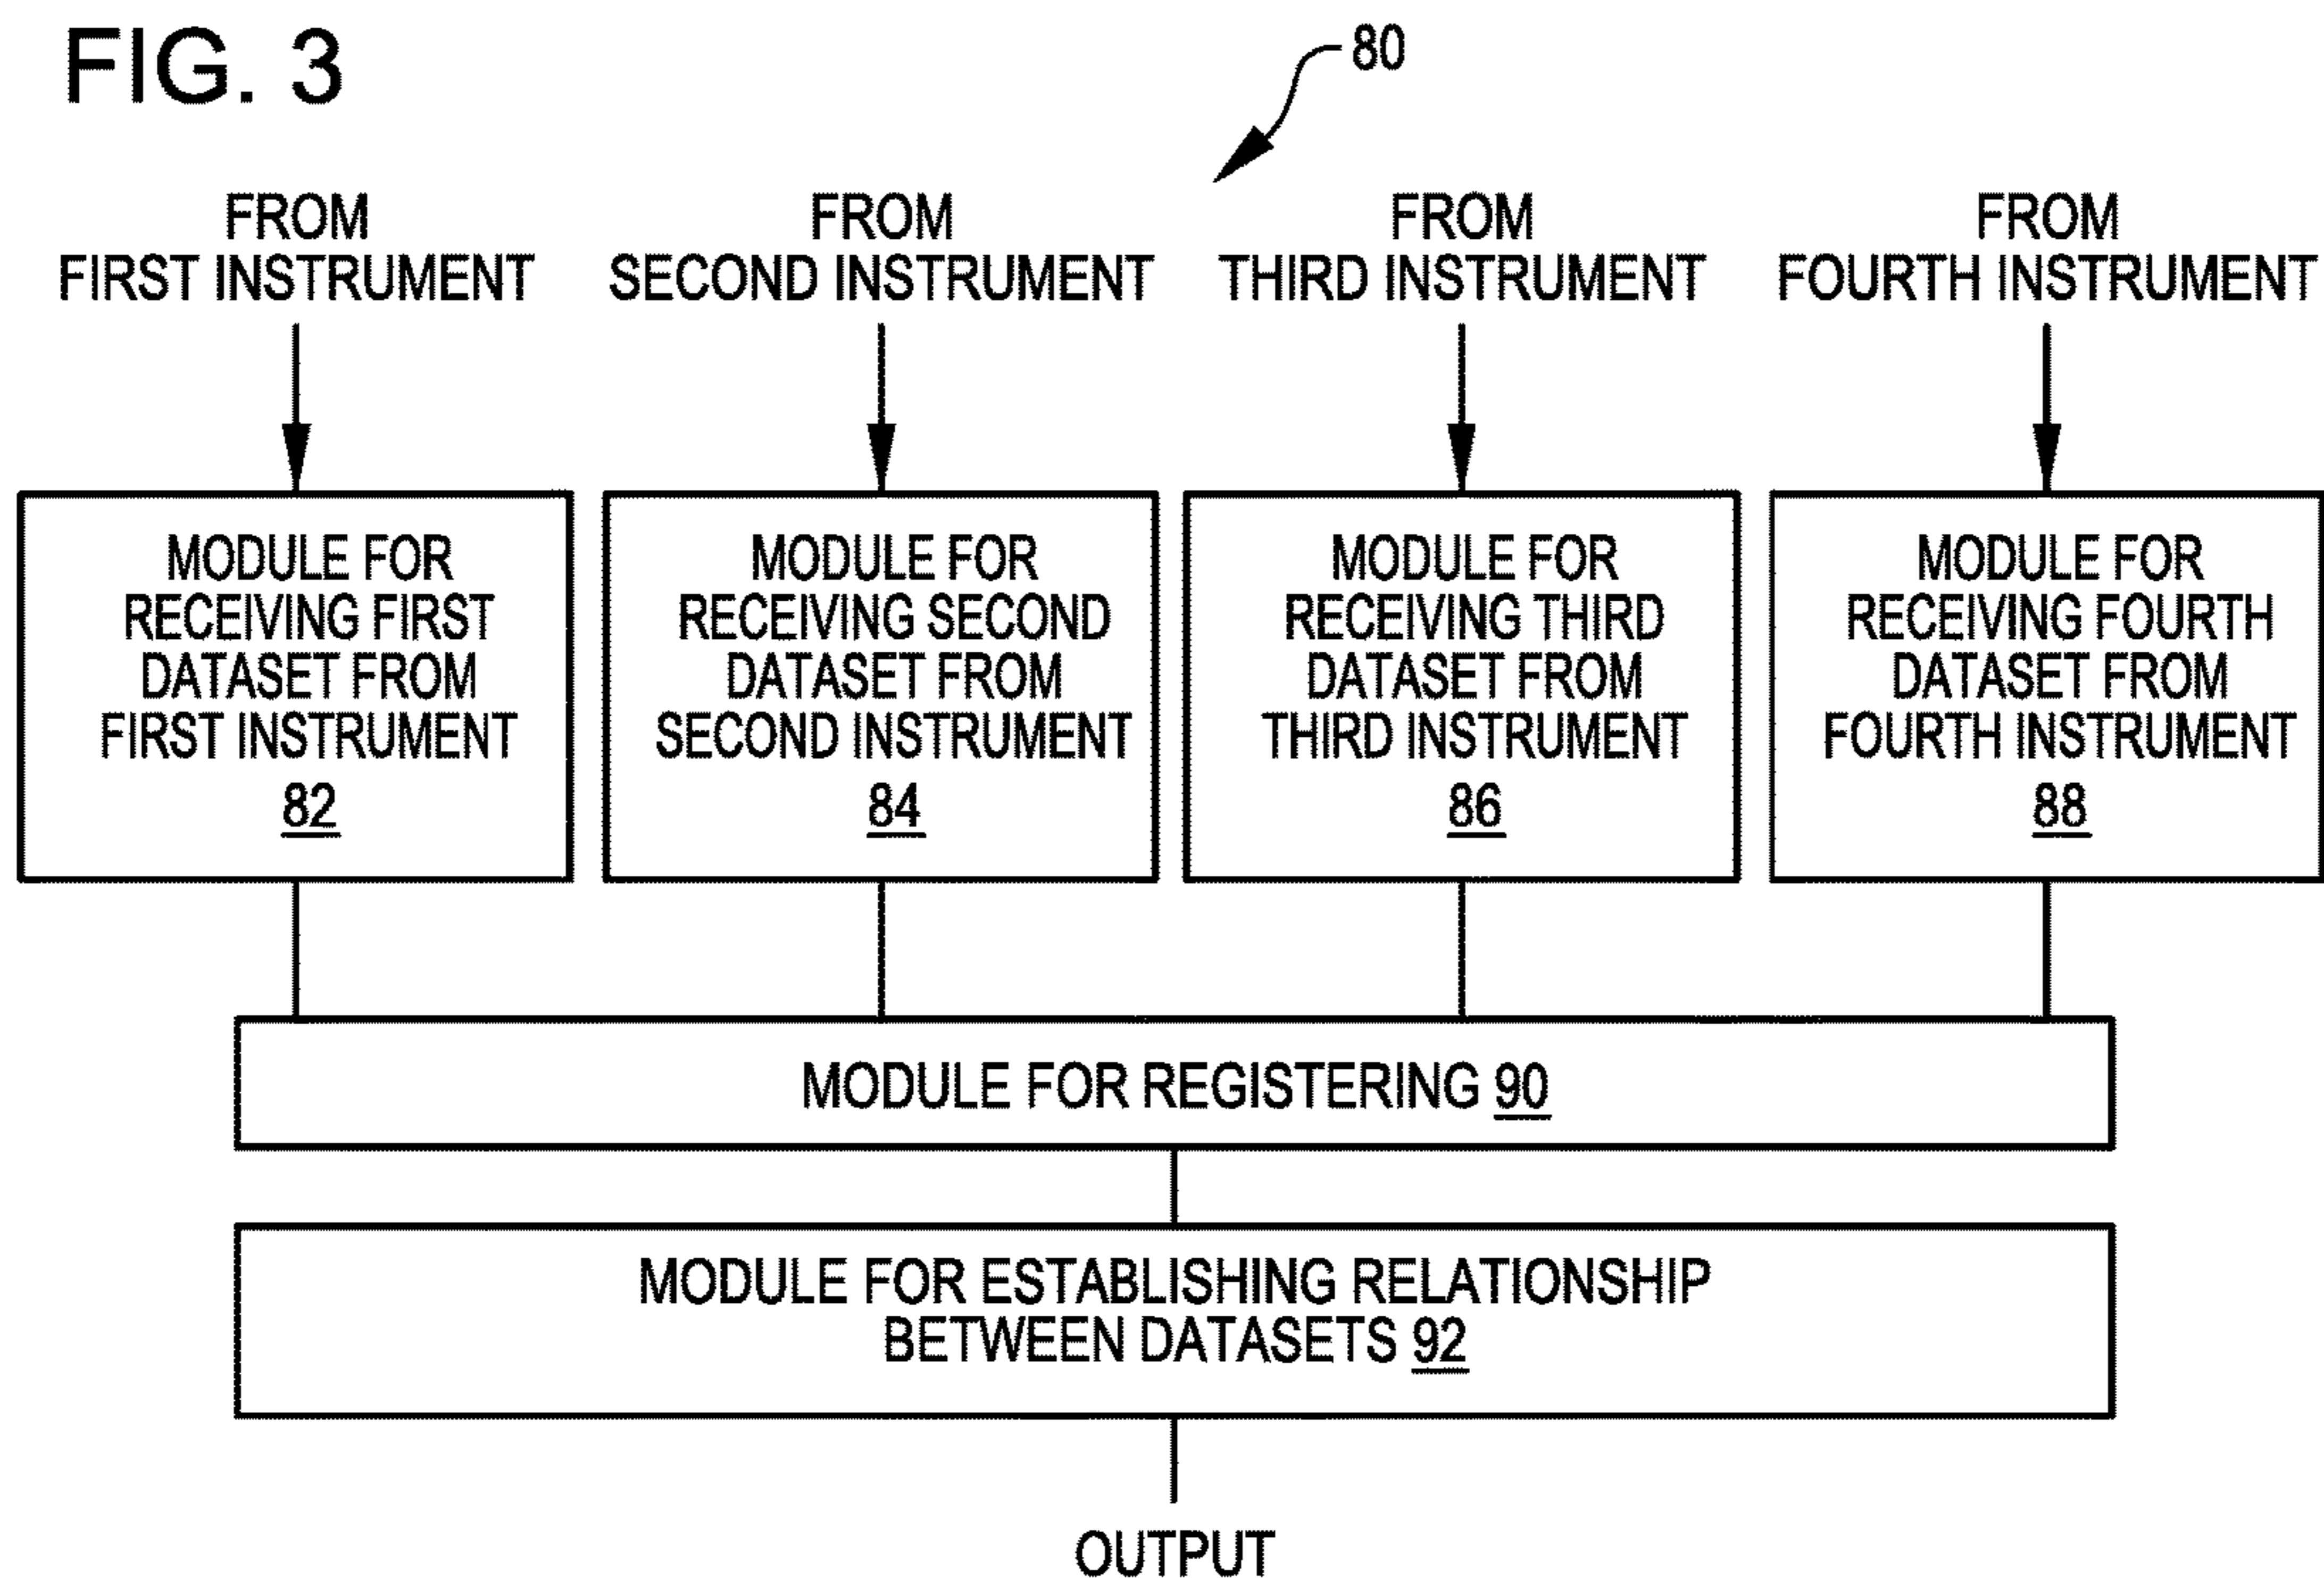 FIG. 3
80
FROM
FIRST INSTRUMENT
FROM
SECOND INSTRUMENT
FROM
THIRD INSTRUMENT
FROM
FOURTH INSTRUMENT
MODULE FOR
RECEIVING FIRST
DATASET FROM
FIRST INSTRUMENT
82
MODULE FOR
RECEIVING SECOND
DATASET FROM
SECOND INSTRUMENT
84
MODULE FOR
RECEIVING THIRD
DATASET FROM
THIRD INSTRUMENT
86
MODULE FOR
RECEIVING FOURTH
DATASET FROM
FOURTH INSTRUMENT
88
MODULE FOR REGISTERING 90
MODULE FOR ESTABLISHING RELATIONSHIP
BETWEEN DATASETS 92
OUTPUT